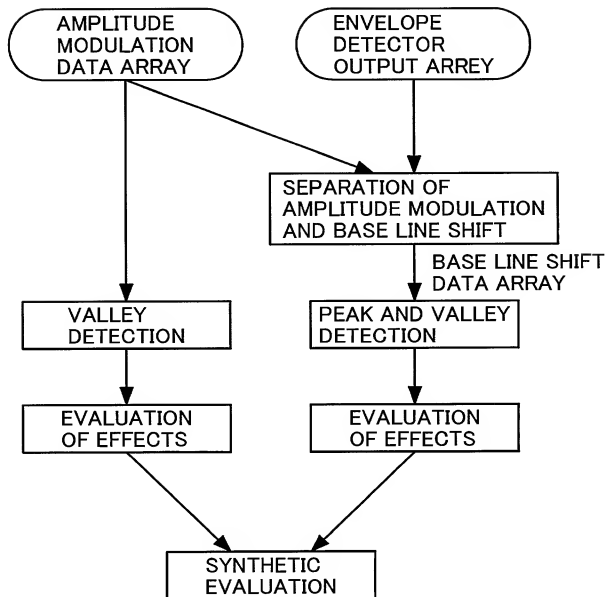 AMPLITUDE
MODULATION
DATA ARRAY
ENVELOPE
DETECTOR
OUTPUT ARREY
SEPARATION OF
AMPLITUDE MODULATION
AND BASE LINE SHIFT
BASE LINE SHIFT
DATA ARRAY
VALLEY
DETECTION
PEAK AND VALLEY
DETECTION
EVALUATION
OF EFFECTS
EVALUATION
OF EFFECTS
SYNTHETIC
EVALUATION